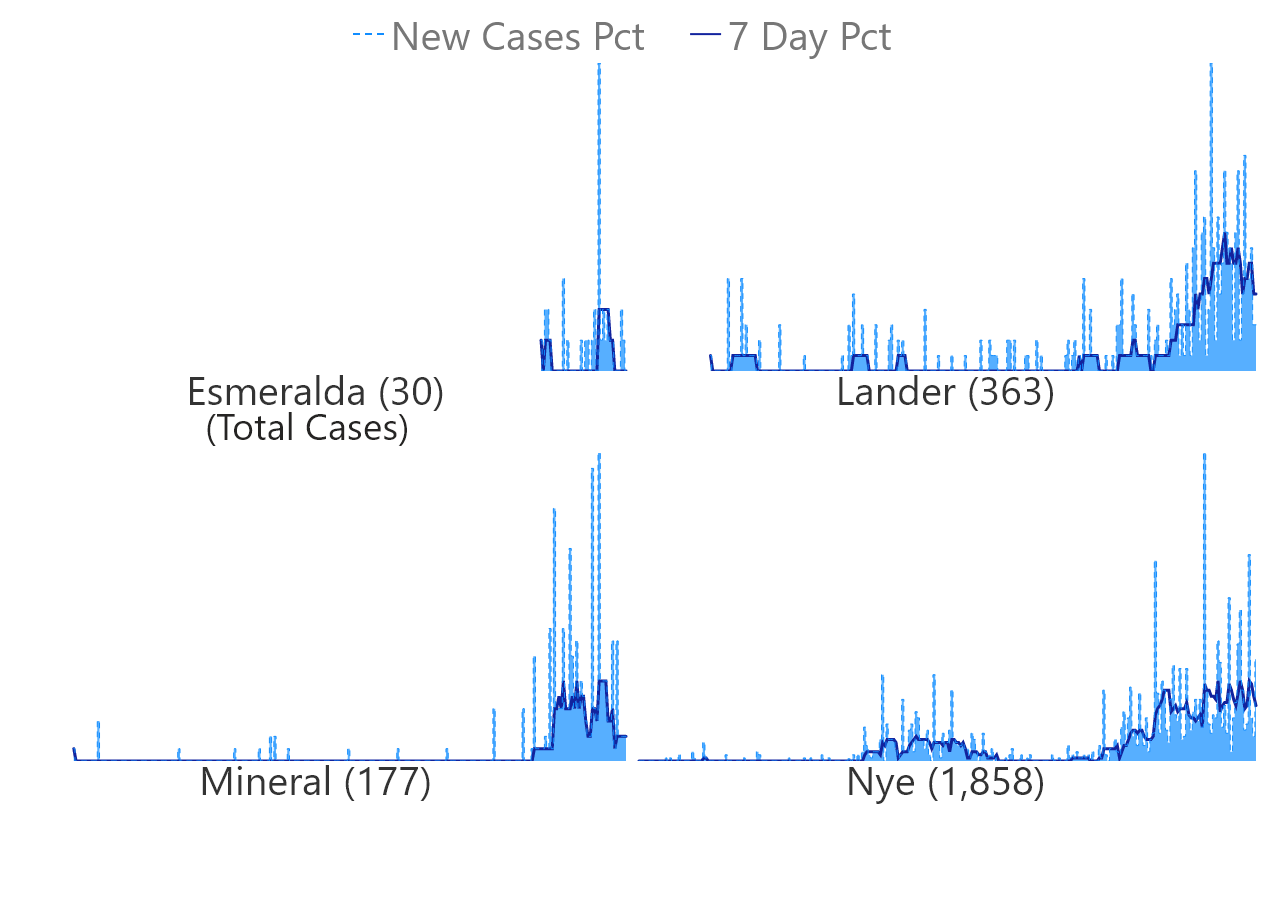 New Cases Pct 7 Day Pct
Esmeralda (30)
(Total Cases)
Lander (363)
Mineral (177)
Nye (1,858)